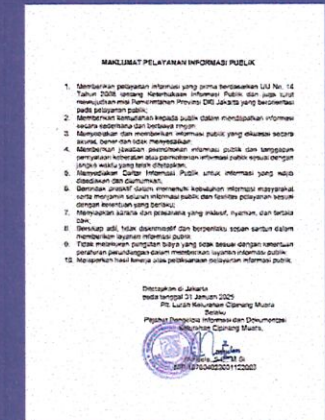 MAKLUMAT PELAYANAN INFORMASI PUBLIK
1. Memberikan pelayanan informasi yang prima berdasarkan UU No. 14
Tahun 2008 tentang Keterbukaan Informasi Publik dan juga turut
mewujudkan misi Pemerintahan Provinsi DKI Jakarta yang berorientasi
pada pelayanan publik;
2. Memberikan kemudahan kepada publik dalam mendapatkan informasi
secara sederhana dan berbiaya ringan;
3. Menyediakan dan memberikan informasi publik yang dikuasai secara
akurat, benar dan tidak menyesatkan;
4. Memberikan jawaban permohonan informasi publik dan tanggapan
pernyataan keberatan atas permohonan informasi publik sesuai dengan
jangka waktu yang telah ditetapkan;
5. Menyediakan Daftar Informasi Publik untuk informasi yang wajib
disediakan dan diumumkan;
6. Bertindak proaktif dalam memenuhi kebutuhan informasi masyarakat
serta menjamin seluruh informasi publik dan fasilitas pelayanan sesuai
dengan ketentuan yang berlaku;
7. Menyiapkan sarana dan prasarana yang inklusif, nyaman, dan tertata
baik;
8. Bersikap adil, tidak diskriminatif dan berperilaku sopan santun dalam
memberikan layanan informasi publik;
9. Tidak melakukan pungutan biaya yang tidak sesuai dengan ketentuan
peraturan perundangan dalam memberikan layanan informasi publik;
10. Melaporkan hasil kinerja atas pelaksanaan pelayanan informasi publik.
Ditetapkan di Jakarta
pada tanggal 31 Januari 2025
Plt. Lurah Kelurahan Cipinang Muara
Selaku
Pejabat Pengelola Informasi dan Dokumentasi
Kelurahan Cipinang Muara,